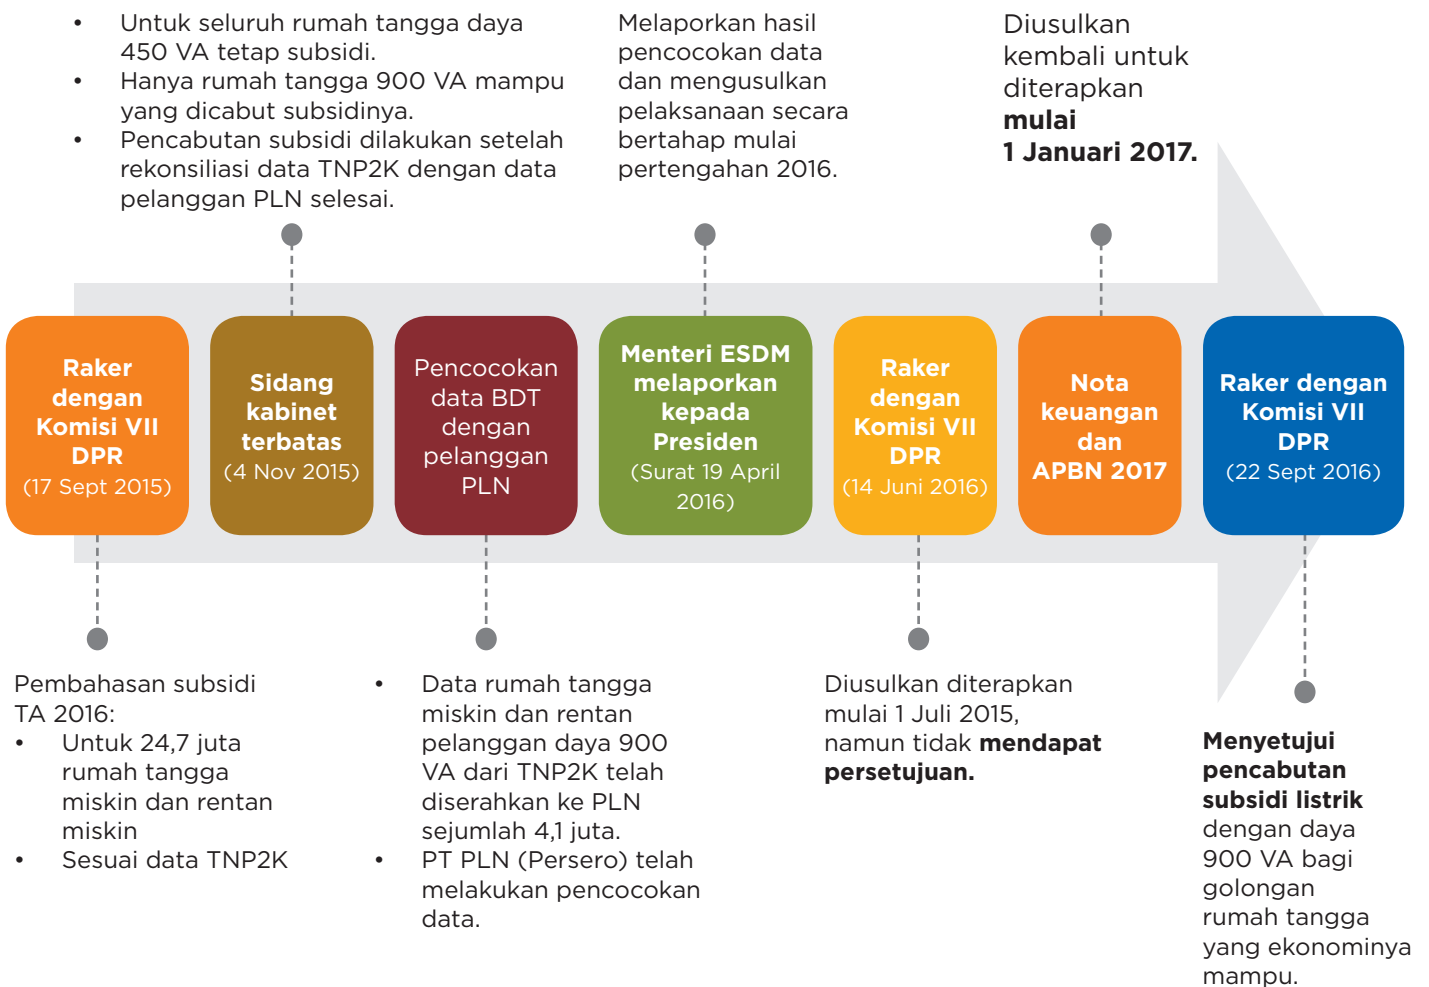 • Untuk seluruh rumah tangga daya
450 VA tetap subsidi.
• Hanya rumah tangga 900 VA mampu
yang dicabut subsidinya.
• Pencabutan subsidi dilakukan setelah
rekonsiliasi data TNP2K dengan data
pelanggan PLN selesai.
Melaporkan hasil
pencocokan data
dan mengusulkan
pelaksanaan secara
bertahap mulai
pertengahan 2016.
Diusulkan
kembali untuk
diterapkan
mulai
1 Januari 2017.
Raker
dengan
Komisi VII
DPR
(17 Sept 2015)
Sidang
kabinet
terbatas
(4 Nov 2015)
Pencocokan
data BDT
dengan
pelanggan
PLN
Menteri ESDM
melaporkan
kepada
Presiden
(Surat 19 April
2016)
Raker
dengan
Komisi VII
DPR
(14 Juni 2016)
Nota
keuangan
dan
APBN 2017
Raker dengan
Komisi VII
DPR
(22 Sept 2016)
Pembahasan subsidi
TA 2016:
• Untuk 24,7 juta
rumah tangga
miskin dan rentan
miskin
• Sesuai data TNP2K
• Data rumah tangga
miskin dan rentan
pelanggan daya 900
VA dari TNP2K telah
diserahkan ke PLN
sejumlah 4,1 juta.
• PT PLN (Persero) telah
melakukan pencocokan
data.
Diusulkan diterapkan
mulai 1 Juli 2015,
namun tidak mendapat
persetujuan.
Menyetujui
pencabutan
subsidi listrik
dengan daya
900 VA bagi
golongan
rumah tangga
yang ekonominya
mampu.